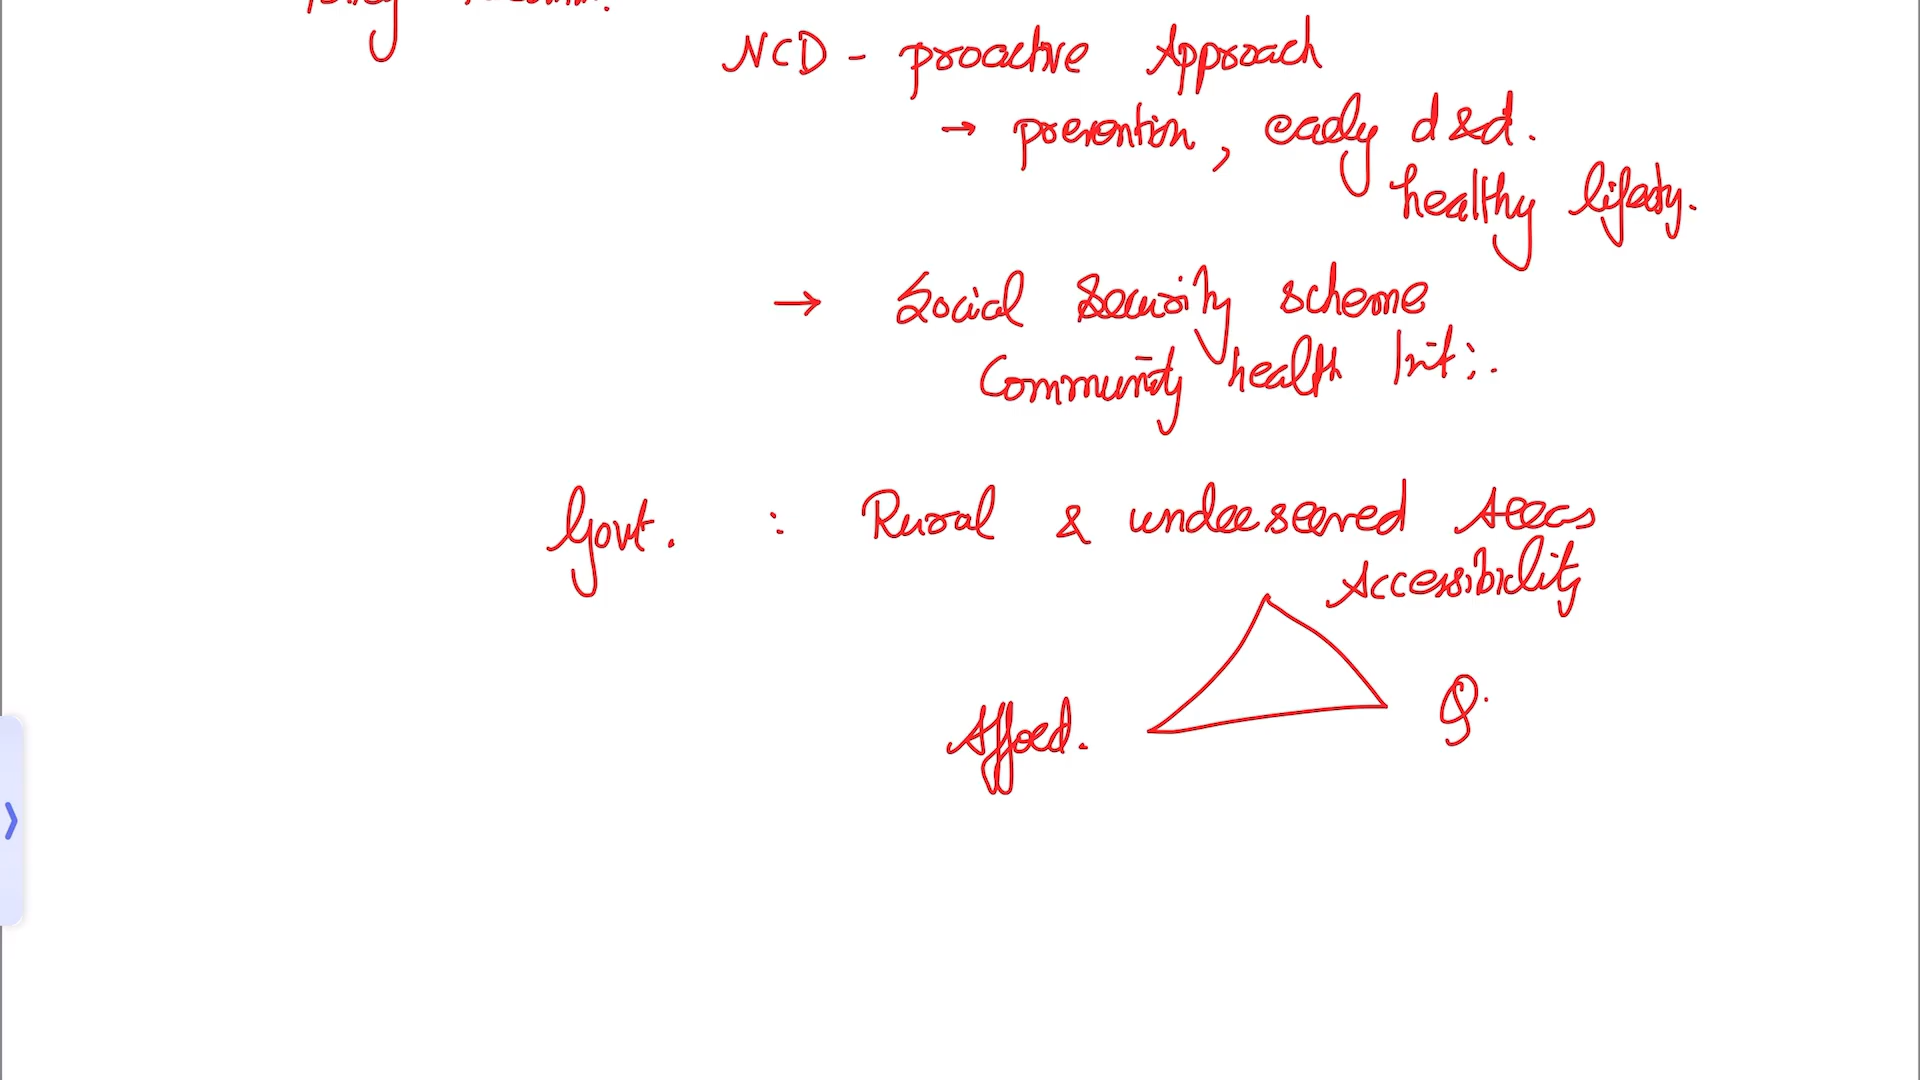 NCD - proactive Approach
→ prevention, early d & d.
healthy lifesty.
→ Social Security scheme
Community health Init:.
Govt. : Rural & underserved Areas
Accessibility
Afford. Q.